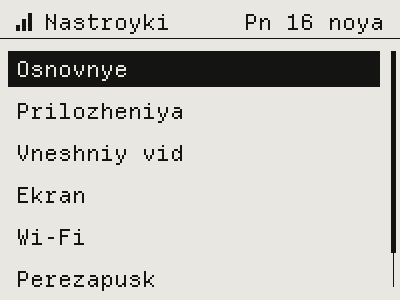 Nastroyki Pn 16 noya
Osnovnye
Prilozheniya
Vneshniy vid
Ekran
Wi-Fi
Perezapusk